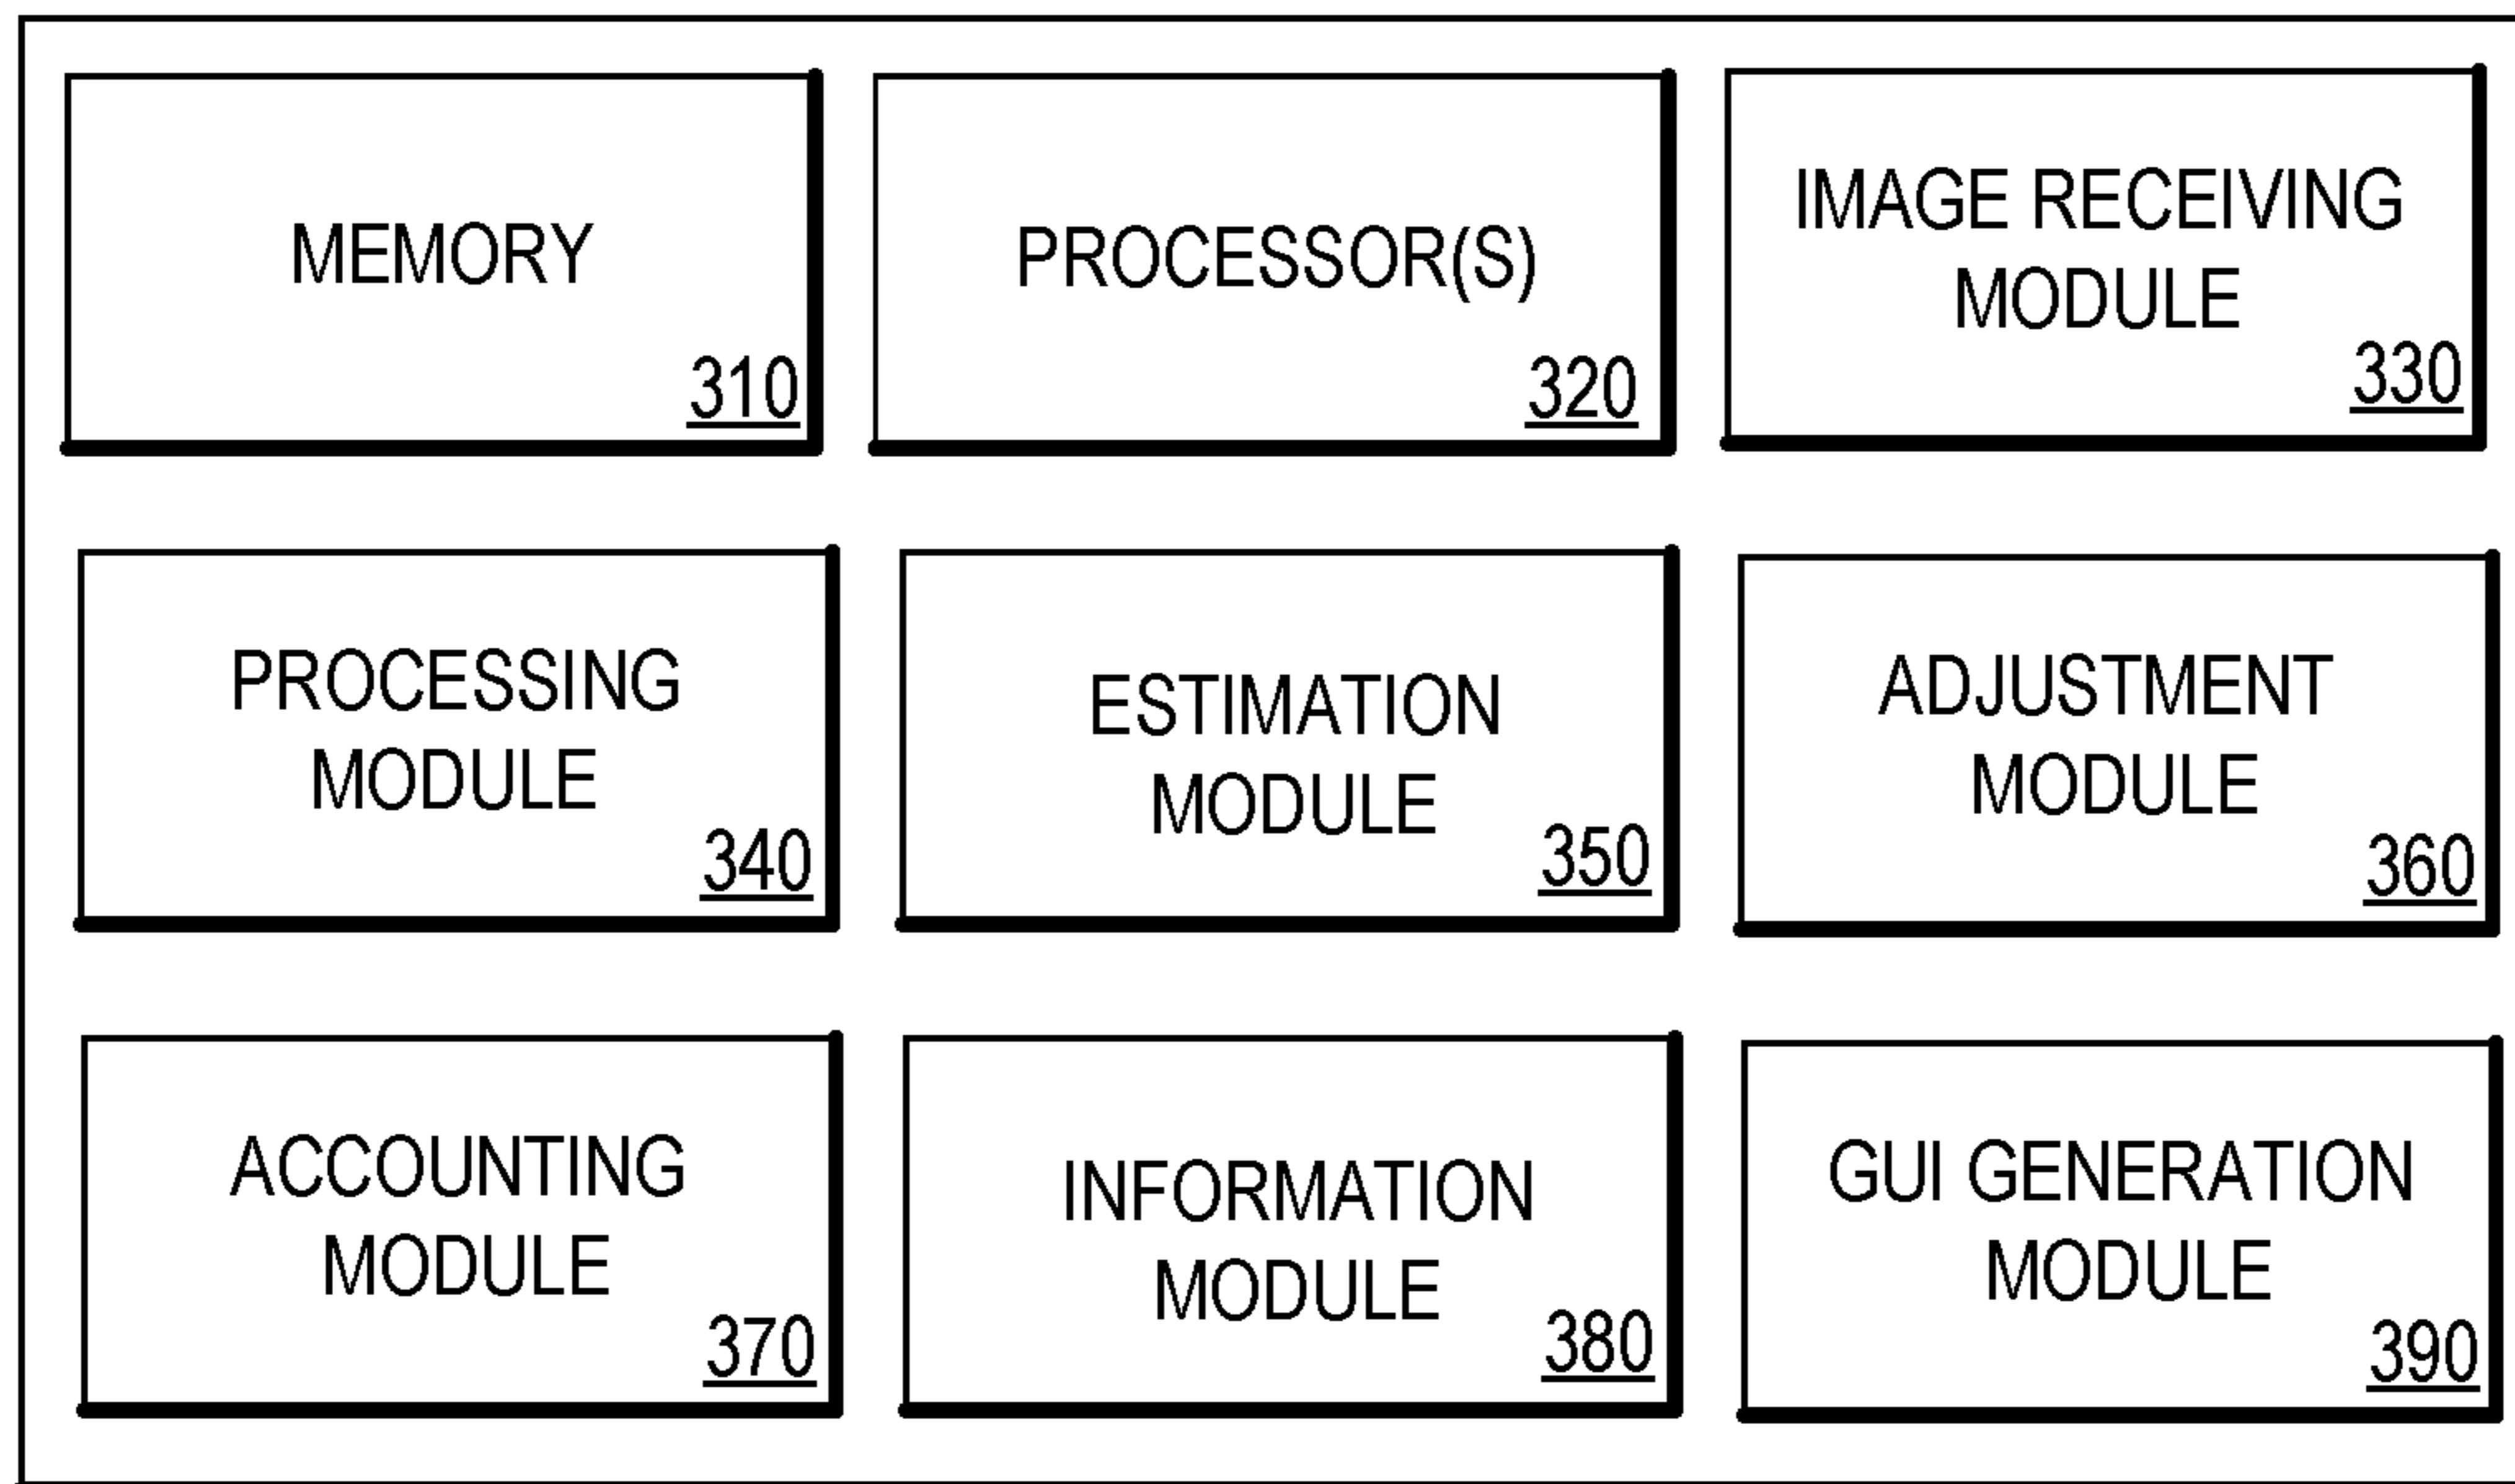 MEMORY
310
PROCESSOR(S)
320
IMAGE RECEIVING
MODULE
330
PROCESSING
MODULE
340
ESTIMATION
MODULE
350
ADJUSTMENT
MODULE
360
ACCOUNTING
MODULE
370
INFORMATION
MODULE
380
GUI GENERATION
MODULE
390